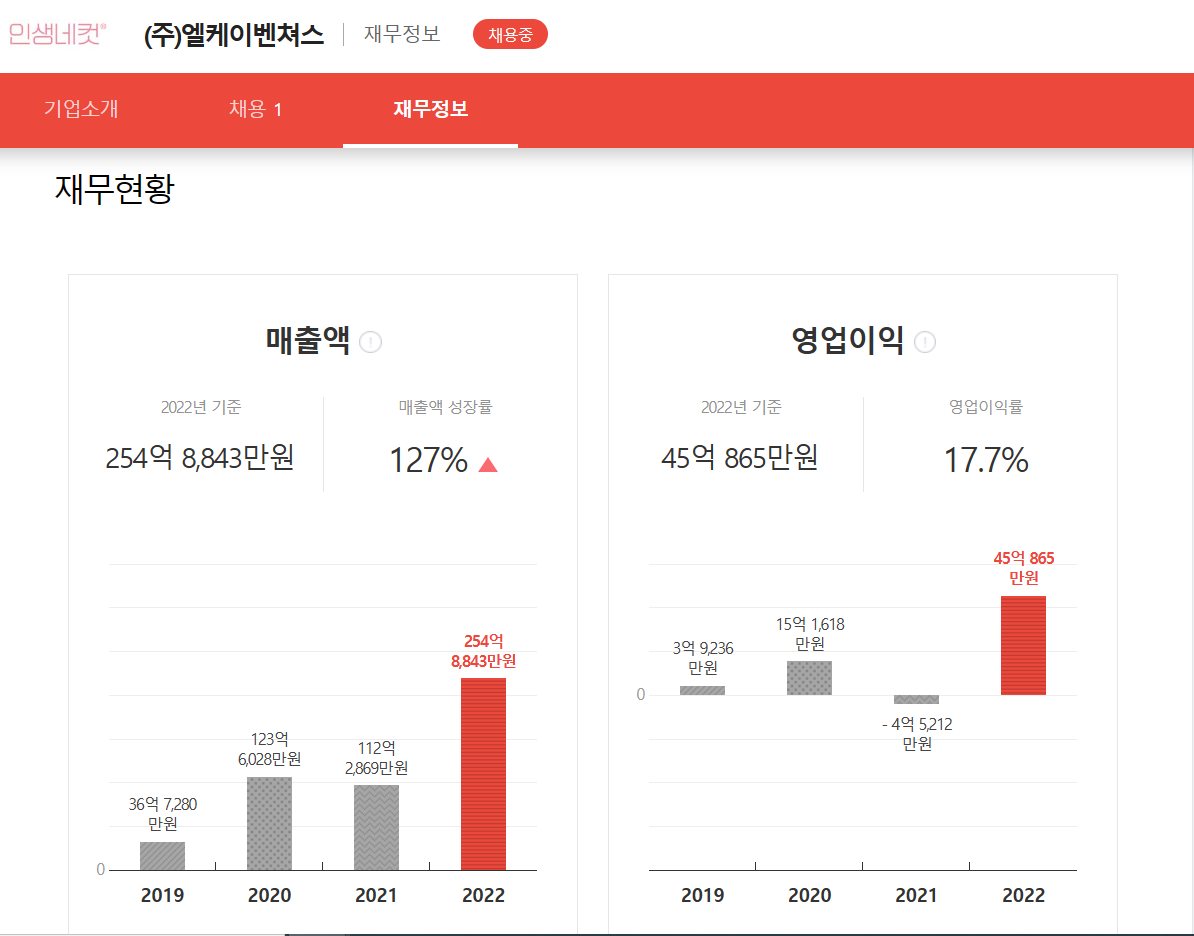 인생네컷®
(주)엘케이벤쳐스 재무정보 채용중
기업소개 채용 1 재무정보
재무현황
매출액
2022년 기준 매출액 성장률
254억 8,843만원 127%
254억
8,843만원
123억
6,028만원
112억
2,869만원
36억 7,280
만원
0
2019 2020 2021 2022
영업이익
2022년 기준 영업이익률
45억 865만원 17.7%
45억 865
만원
15억 1,618
만원
3억 9,236
만원
0
- 4억 5,212
만원
2019 2020 2021 2022